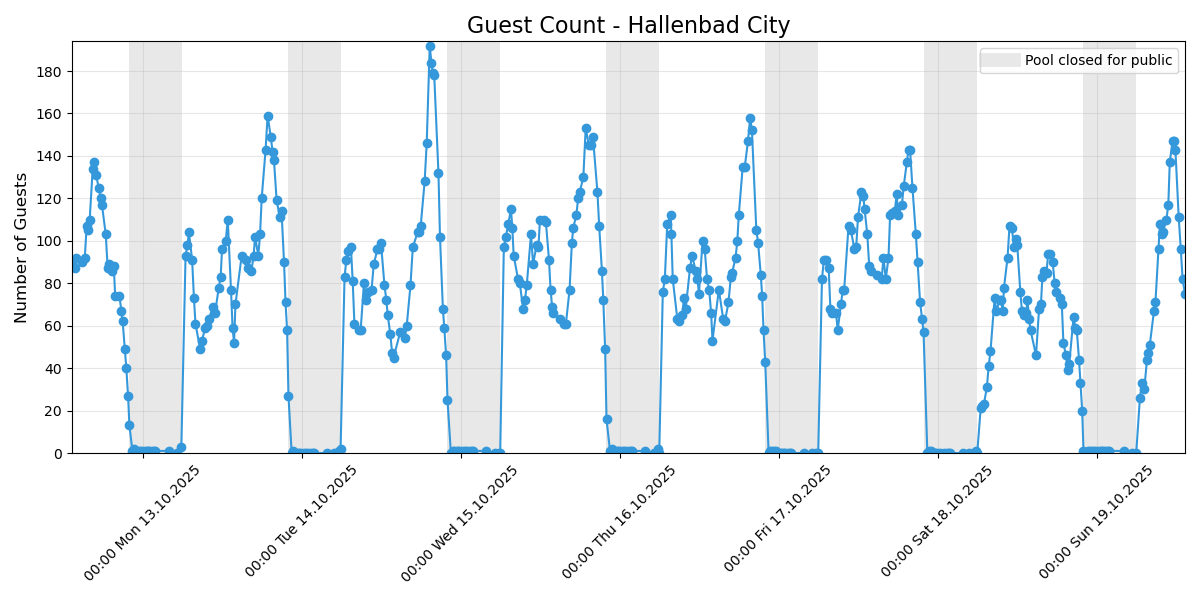 Guest Count - Hallenbad City
Pool closed for public
Number of Guests
180
160
140
120
100
80
60
40
20
0
00:00 Mon 13.10.2025
00:00 Tue 14.10.2025
00:00 Wed 15.10.2025
00:00 Thu 16.10.2025
00:00 Fri 17.10.2025
00:00 Sat 18.10.2025
00:00 Sun 19.10.2025